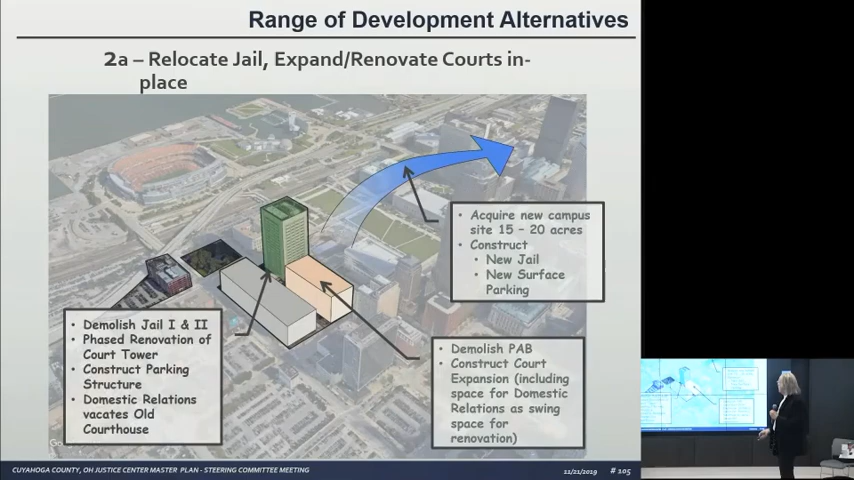 Range of Development Alternatives
2a – Relocate Jail, Expand/Renovate Courts in-
place
• Acquire new campus
site 15 – 20 acres
• Construct
• New Jail
• New Surface
Parking
• Demolish Jail I & II
• Phased Renovation of
Court Tower
• Construct Parking
Structure
• Domestic Relations
vacates Old
Courthouse
• Demolish PAB
• Construct Court
Expansion (including
space for Domestic
Relations as swing
space for
renovation)
CUYAHOGA COUNTY, OH JUSTICE CENTER MASTER PLAN - STEERING COMMITTEE MEETING
11/21/2019 # 105